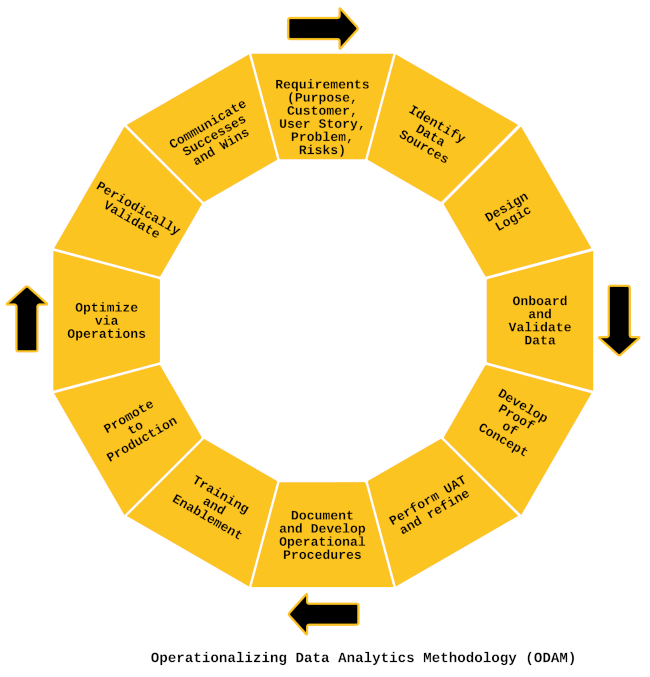 Requirements
(Purpose,
Customer,
User Story,
Problem,
Risks)
Identify
Data
Sources
Design
Logic
Onboard
and
Validate
Data
Develop
Proof
of
Concept
Perform UAT
and refine
Document
and Develop
Operational
Procedures
Training
and
Enablement
Promote
to
Production
Optimize
via
Operations
Periodically
Validate
Communicate
Successes
and Wins
Operationalizing Data Analytics Methodology (ODAM)